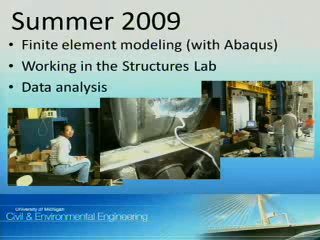 Summer 2009
• Finite element modeling (with Abaqus)
• Working in the Structures Lab
• Data analysis
University of Michigan
Civil & Environmental Engineering